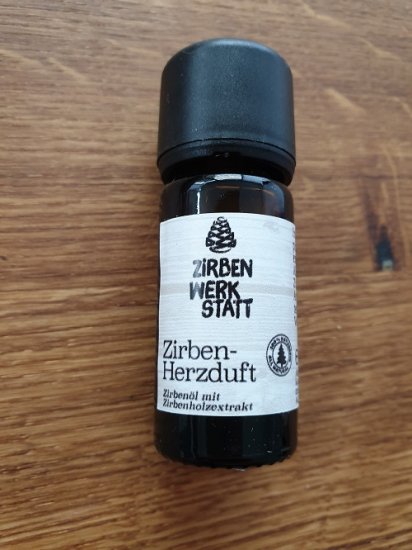 ZiRBEN
WERK
STATT
Zirben-
Herzduft
Zirbenöl mit
Zirbenholzextrakt